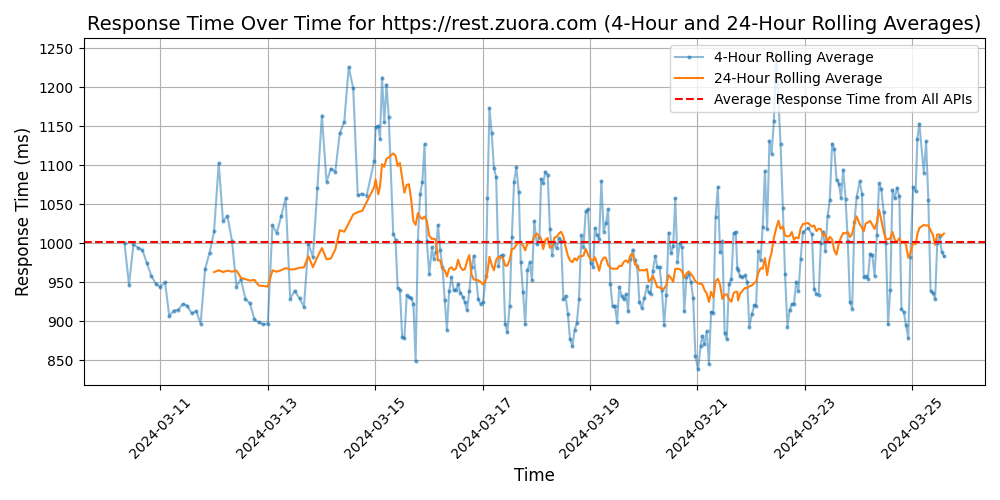 Response Time Over Time for https://rest.zuora.com (4-Hour and 24-Hour Rolling Averages)
4-Hour Rolling Average
24-Hour Rolling Average
Average Response Time from All APIs
Response Time (ms)
1250
1200
1150
1100
1050
1000
950
900
850
2024-03-11
2024-03-13
2024-03-15
2024-03-17
2024-03-19
2024-03-21
2024-03-23
2024-03-25
Time